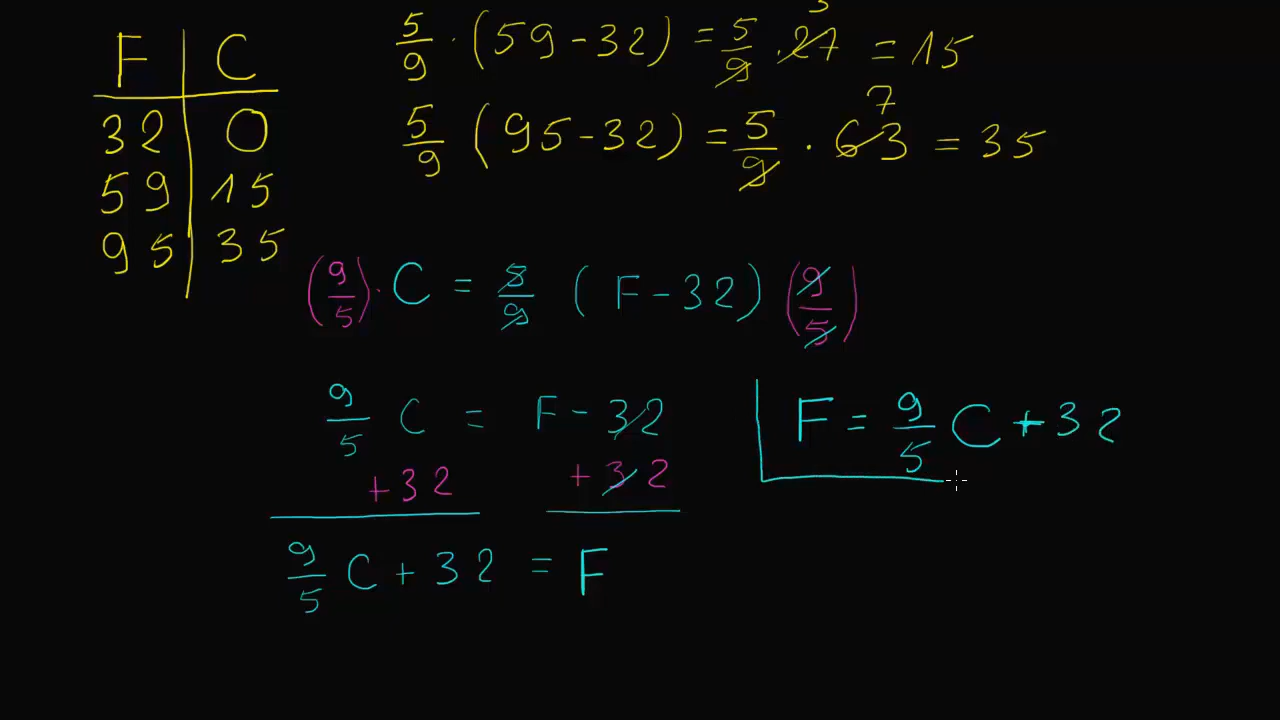 F C
32 0
59 15
95 35
5/9 · (59 - 32) = 5/9 · 27 = 15
7
5/9 (95 - 32) = 5/9 · 63 = 35
(9/5) · C = 5/9 (F - 32) (9/5)
9/5 C = F - 32
+32 +32
9/5 C + 32 = F
F = 9/5 C + 32